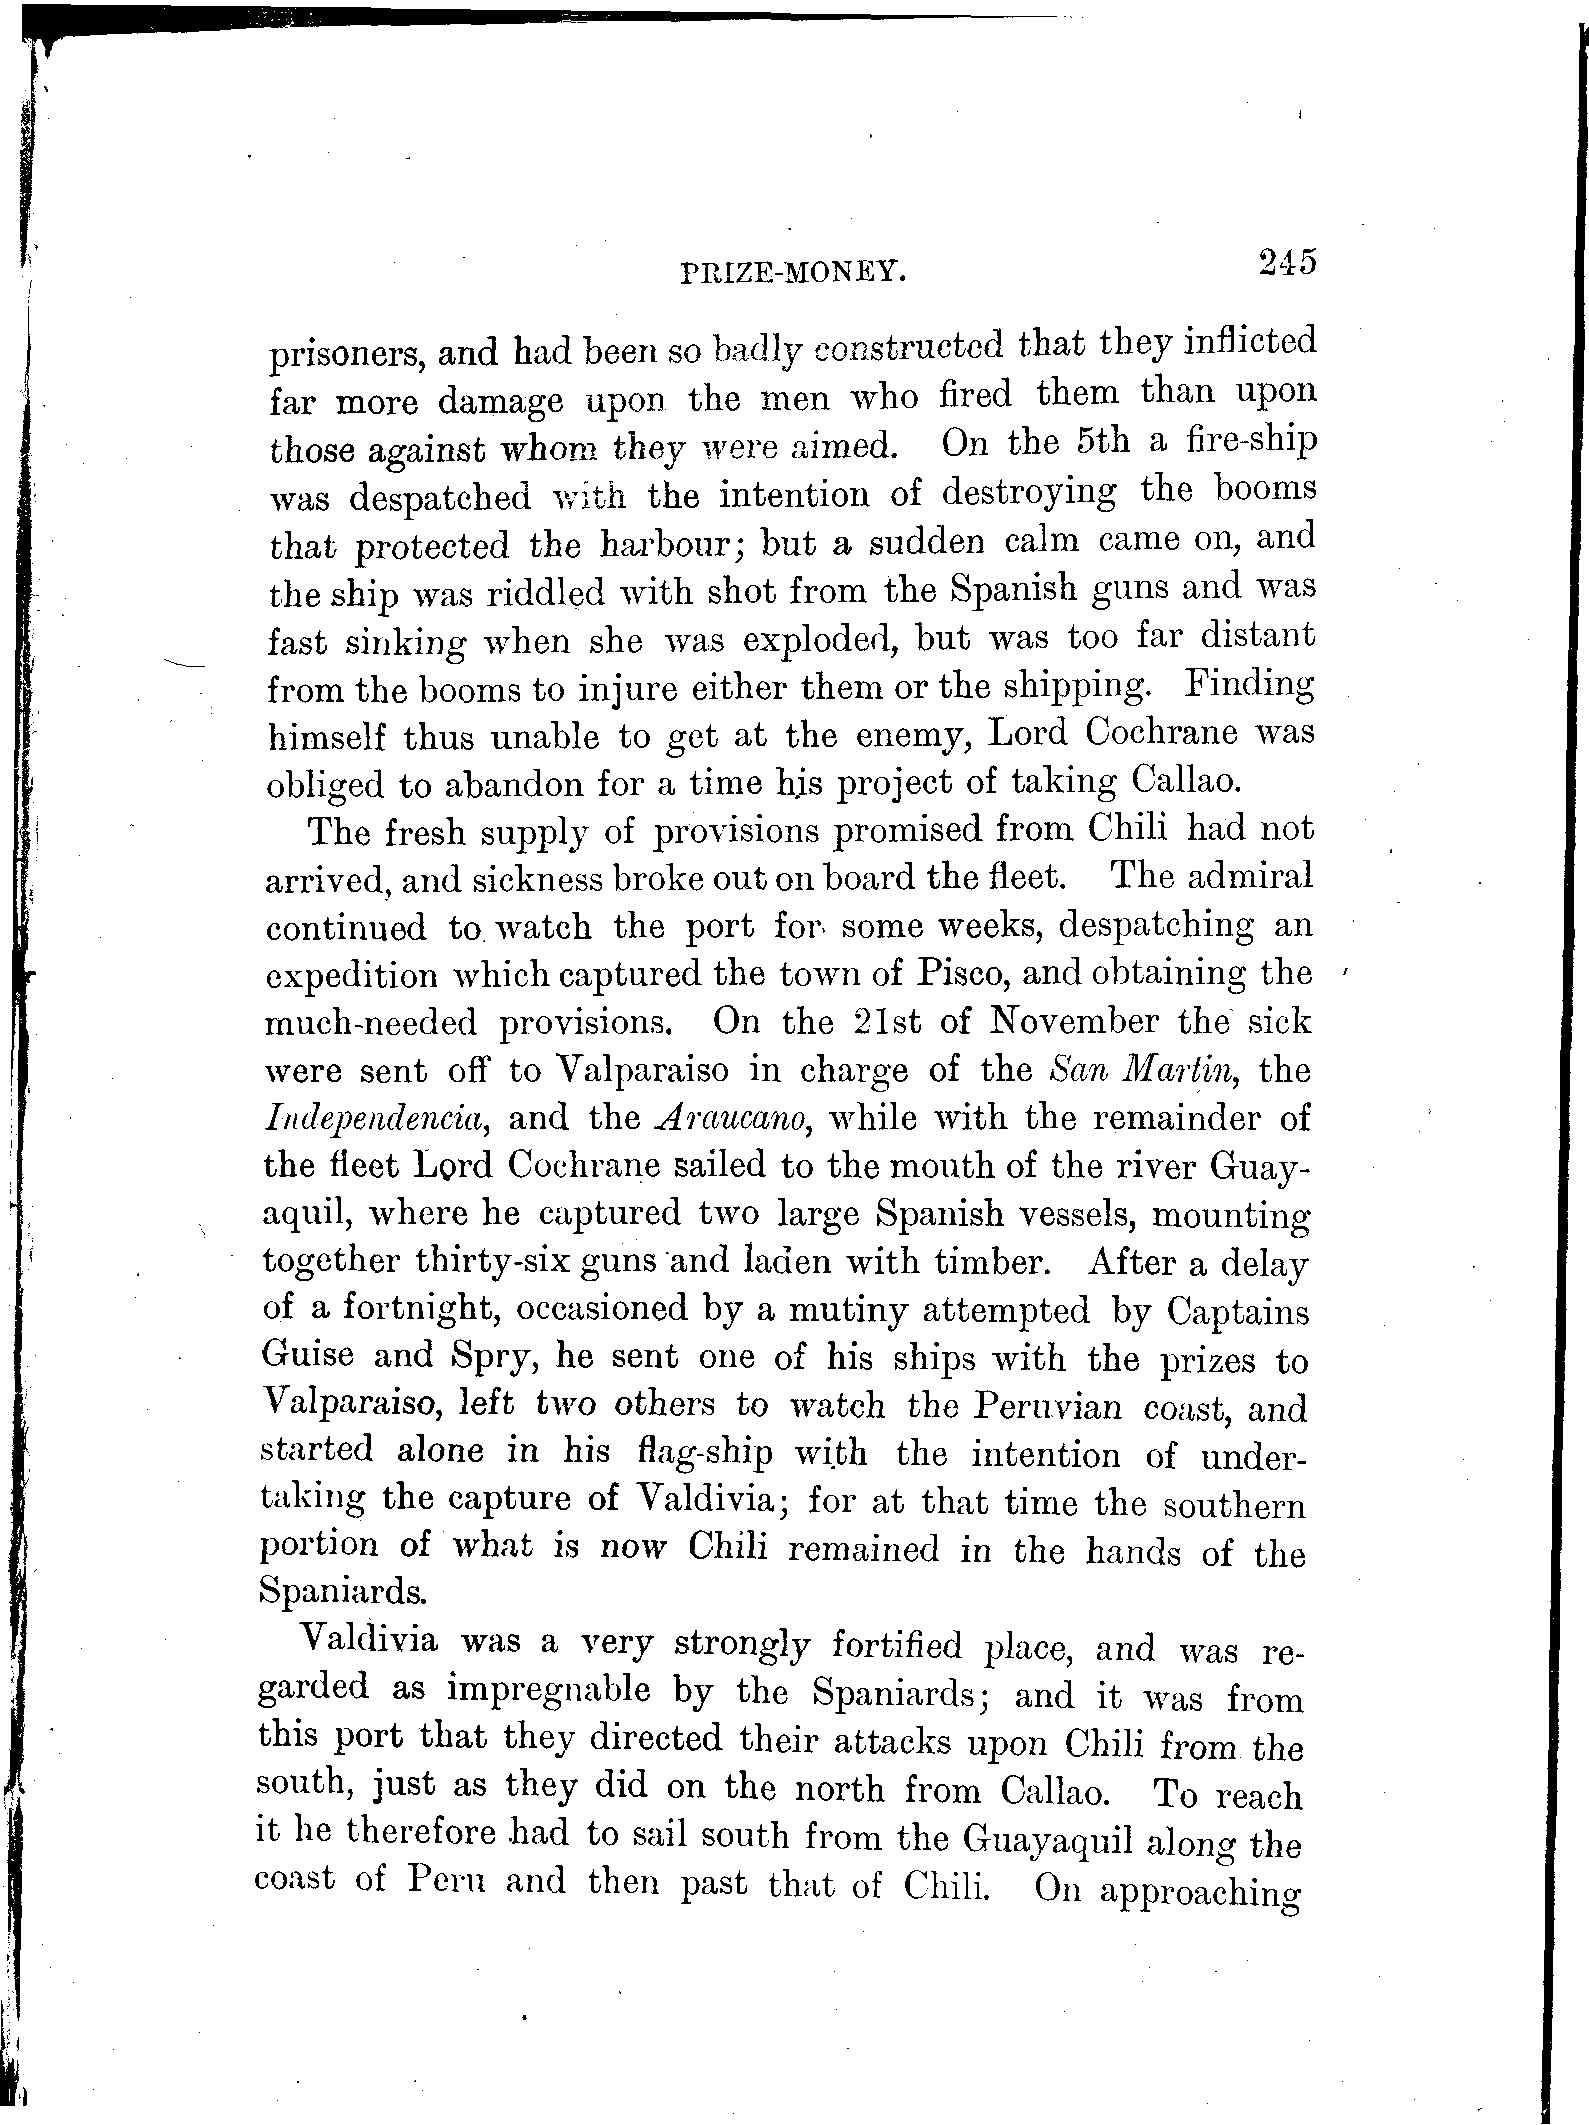 PRIZE-MONEY. 245
prisoners, and had been so badly constructed that they inflicted
far more damage upon the men who fired them than upon
those against whom they were aimed. On the 5th a fire-ship
was despatched with the intention of destroying the booms
that protected the harbour; but a sudden calm came on, and
the ship was riddled with shot from the Spanish guns and was
fast sinking when she was exploded, but was too far distant
from the booms to injure either them or the shipping. Finding
himself thus unable to get at the enemy, Lord Cochrane was
obliged to abandon for a time his project of taking Callao.
The fresh supply of provisions promised from Chili had not
arrived, and sickness broke out on board the fleet. The admiral
continued to watch the port for some weeks, despatching an
expedition which captured the town of Pisco, and obtaining the
much-needed provisions. On the 21st of November the sick
were sent off to Valparaiso in charge of the San Martin, the
Independencia, and the Araucano, while with the remainder of
the fleet Lord Cochrane sailed to the mouth of the river Guay-
aquil, where he captured two large Spanish vessels, mounting
together thirty-six guns and laden with timber. After a delay
of a fortnight, occasioned by a mutiny attempted by Captains
Guise and Spry, he sent one of his ships with the prizes to
Valparaiso, left two others to watch the Peruvian coast, and
started alone in his flag-ship with the intention of under-
taking the capture of Valdivia; for at that time the southern
portion of what is now Chili remained in the hands of the
Spaniards.
Valdivia was a very strongly fortified place, and was re-
garded as impregnable by the Spaniards; and it was from
this port that they directed their attacks upon Chili from the
south, just as they did on the north from Callao. To reach
it he therefore had to sail south from the Guayaquil along the
coast of Peru and then past that of Chili. On approaching